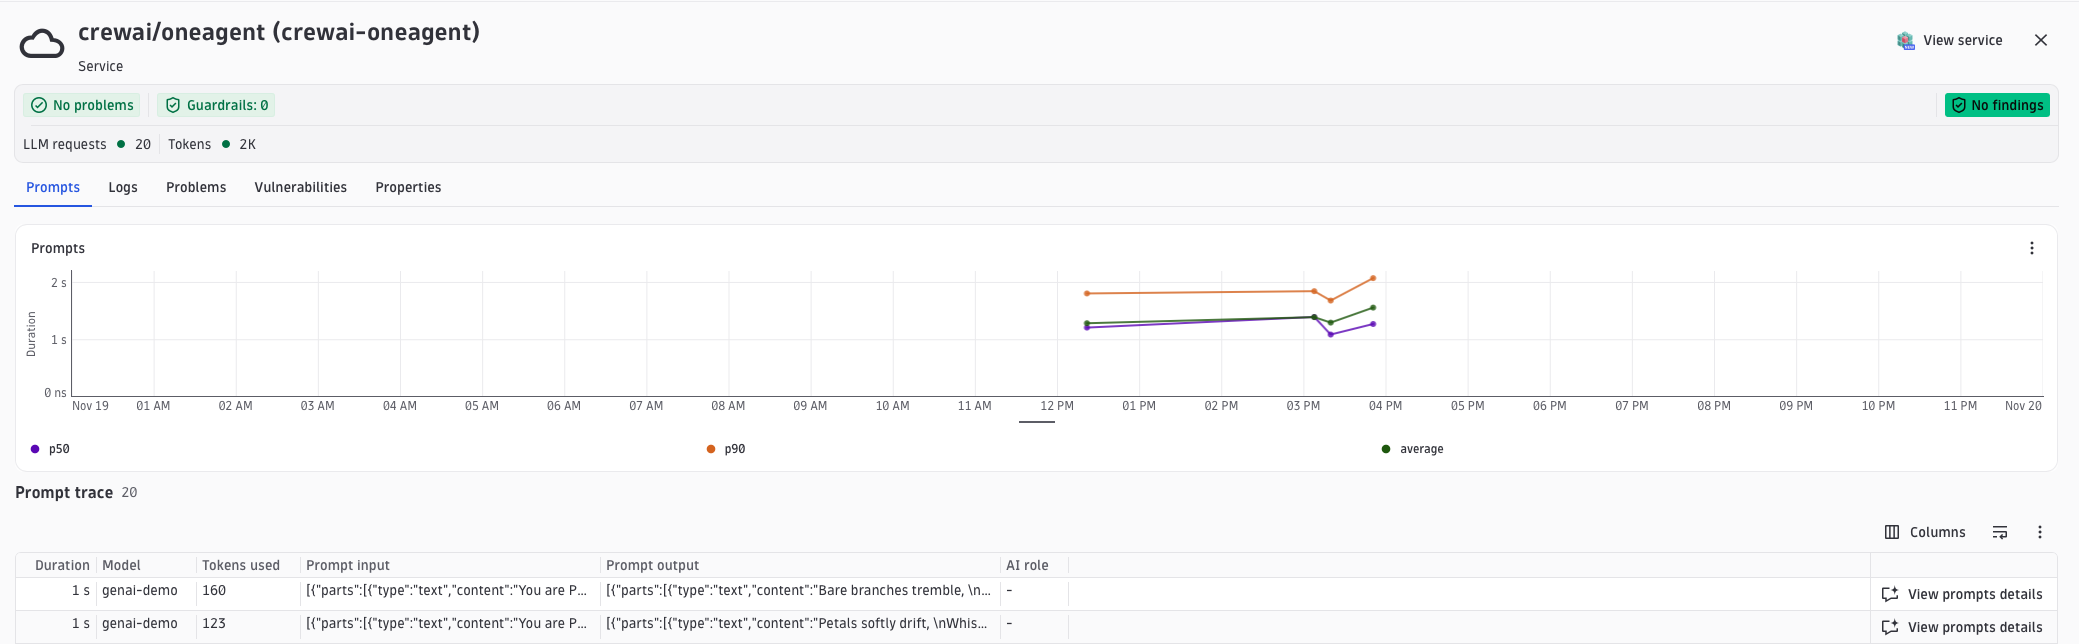 crewai/oneagent (crewai-oneagent)
View service
Service
No problems
Guardrails: 0
No findings
LLM requests 20 Tokens 2K
Prompts Logs Problems Vulnerabilities Properties
Prompts
Duration
2 s
1 s
0 ns
Nov 19 01 AM 02 AM 03 AM 04 AM 05 AM 06 AM 07 AM 08 AM 09 AM 10 AM 11 AM 12 PM 01 PM 02 PM 03 PM 04 PM 05 PM 06 PM 07 PM 08 PM 09 PM 10 PM 11 PM Nov 20
p50 p90 average
Prompt trace 20
Columns
Duration Model Tokens used Prompt input Prompt output AI role
1 s genai-demo 160 [{"parts":[{"type":"text","content":"You are P... [{"parts":[{"type":"text","content":"Bare branches tremble, \n... - View prompts details
1 s genai-demo 123 [{"parts":[{"type":"text","content":"You are P... [{"parts":[{"type":"text","content":"Petals softly drift, \nWhis... - View prompts details